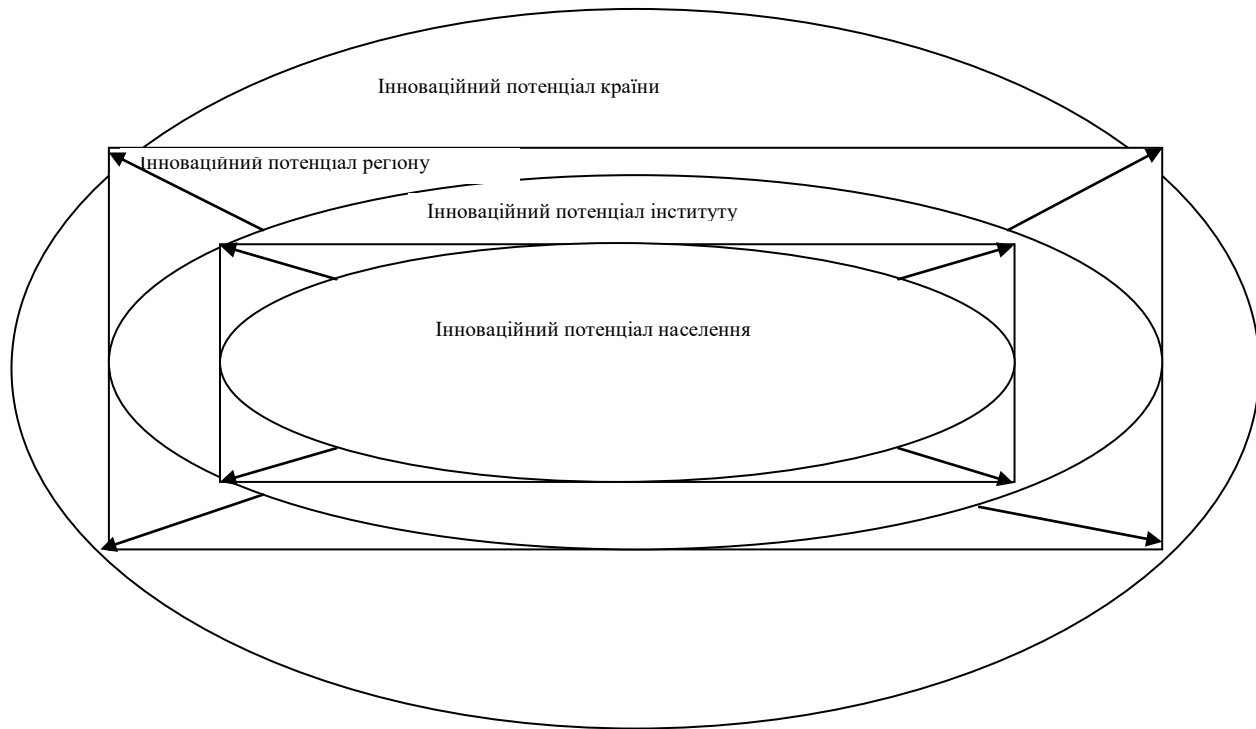 Інноваційний потенціал країни
Інноваційний потенціал регіону
Інноваційний потенціал інституту
Інноваційний потенціал населення